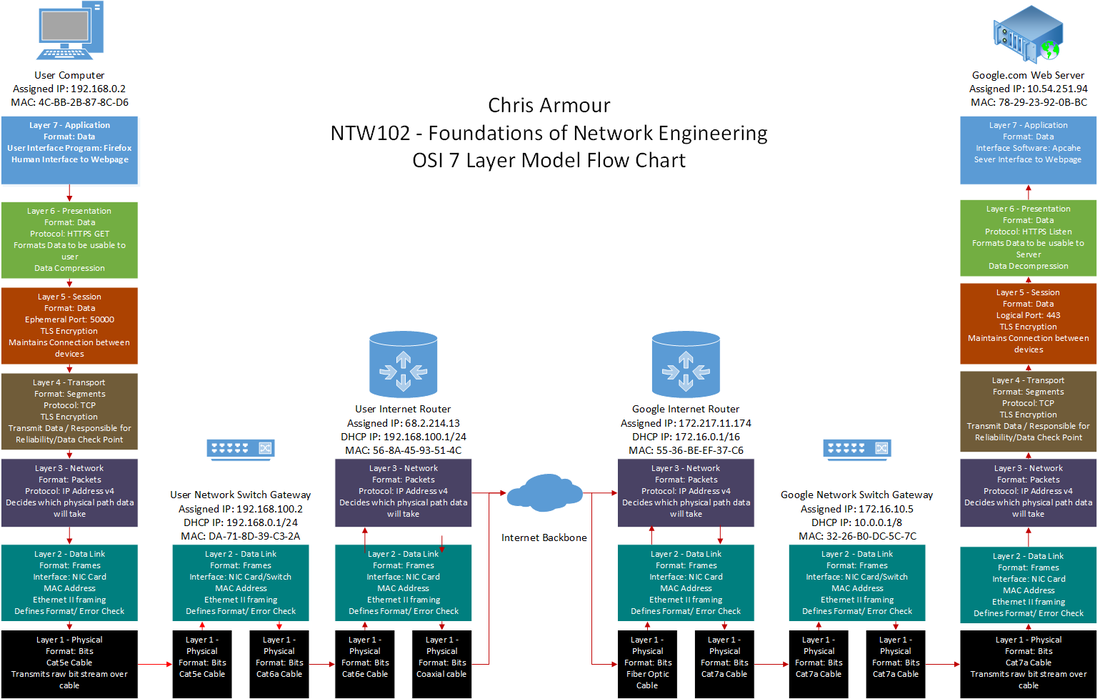 User Computer
Assigned IP: 192.168.0.2
MAC: 4C-BB-2B-87-8C-D6
Layer 7 - Application
Format: Data
User Interface Program: Firefox
Human Interface to Webpage
Layer 6 - Presentation
Format: Data
Protocol: HTTPS GET
Formats Data to be usable to
user
Data Compression
Layer 5 - Session
Format: Data
Ephemeral Port: 50000
TLS Encryption
Maintains Connection between
devices
Layer 4 - Transport
Format: Segments
Protocol: TCP
TLS Encryption
Transmit Data / Responsible for
Reliability/Data Check Point
Layer 3 - Network
Format: Packets
Protocol: IP Address v4
Decides which physical path data
will take
Layer 2 - Data Link
Format: Frames
Interface: NIC Card
MAC Address
Ethernet II framing
Defines Format/ Error Check
Layer 1 - Physical
Format: Bits
Cat5e Cable
Transmits raw bit stream over
cable
Chris Armour
NTW102 - Foundations of Network Engineering
OSI 7 Layer Model Flow Chart
User Network Switch Gateway
Assigned IP: 192.168.100.2
DHCP IP: 192.168.0.1/24
MAC: DA-71-8D-39-C3-2A
Layer 2 - Data Link
Format: Frames
Interface: NIC Card/Switch
MAC Address
Ethernet II framing
Defines Format/ Error Check
Layer 1 -
Physical
Format: Bits
Cat5e Cable
Layer 1 -
Physical
Format: Bits
Cat6a Cable
User Internet Router
Assigned IP: 68.2.214.13
DHCP IP: 192.168.100.1/24
MAC: 56-8A-45-93-51-4C
Layer 3 - Network
Format: Packets
Protocol: IP Address v4
Decides which physical path data
will take
Layer 2 - Data Link
Format: Frames
Interface: NIC Card
MAC Address
Ethernet II framing
Defines Format/ Error Check
Layer 1 -
Physical
Format: Bits
Cat6e Cable
Layer 1 -
Physical
Format: Bits
Coaxial cable
Internet Backbone
Google Internet Router
Assigned IP: 172.217.11.174
DHCP IP: 172.16.0.1/16
MAC: 55-36-BE-EF-37-C6
Layer 3 - Network
Format: Packets
Protocol: IP Address v4
Decides which physical path data
will take
Layer 2 - Data Link
Format: Frames
Interface: NIC Card
MAC Address
Ethernet II framing
Defines Format/ Error Check
Layer 1 -
Physical
Format: Bits
Fiber Optic
Cable
Layer 1 -
Physical
Format: Bits
Cat7a Cable
Google Network Switch Gateway
Assigned IP: 172.16.10.5
DHCP IP: 10.0.0.1/8
MAC: 32-26-B0-DC-5C-7C
Layer 2 - Data Link
Format: Frames
Interface: NIC Card/Switch
MAC Address
Ethernet II framing
Defines Format/ Error Check
Layer 1 -
Physical
Format: Bits
Cat7a Cable
Layer 1 -
Physical
Format: Bits
Cat7a Cable
Google.com Web Server
Assigned IP: 10.54.251.94
MAC: 78-29-23-92-0B-BC
Layer 7 - Application
Format: Data
Interface Software: Apcahe
Sever Interface to Webpage
Layer 6 - Presentation
Format: Data
Protocol: HTTPS Listen
Formats Data to be usable to
Server
Data Decompression
Layer 5 - Session
Format: Data
Logical Port: 443
TLS Encryption
Maintains Connection between
devices
Layer 4 - Transport
Format: Segments
Protocol: TCP
TLS Encryption
Transmit Data / Responsible for
Reliability/Data Check Point
Layer 3 - Network
Format: Packets
Protocol: IP Address v4
Decides which physical path data
will take
Layer 2 - Data Link
Format: Frames
Interface: NIC Card
MAC Address
Ethernet II framing
Defines Format/ Error Check
Layer 1 - Physical
Format: Bits
Cat7a Cable
Transmits raw bit stream over
cable